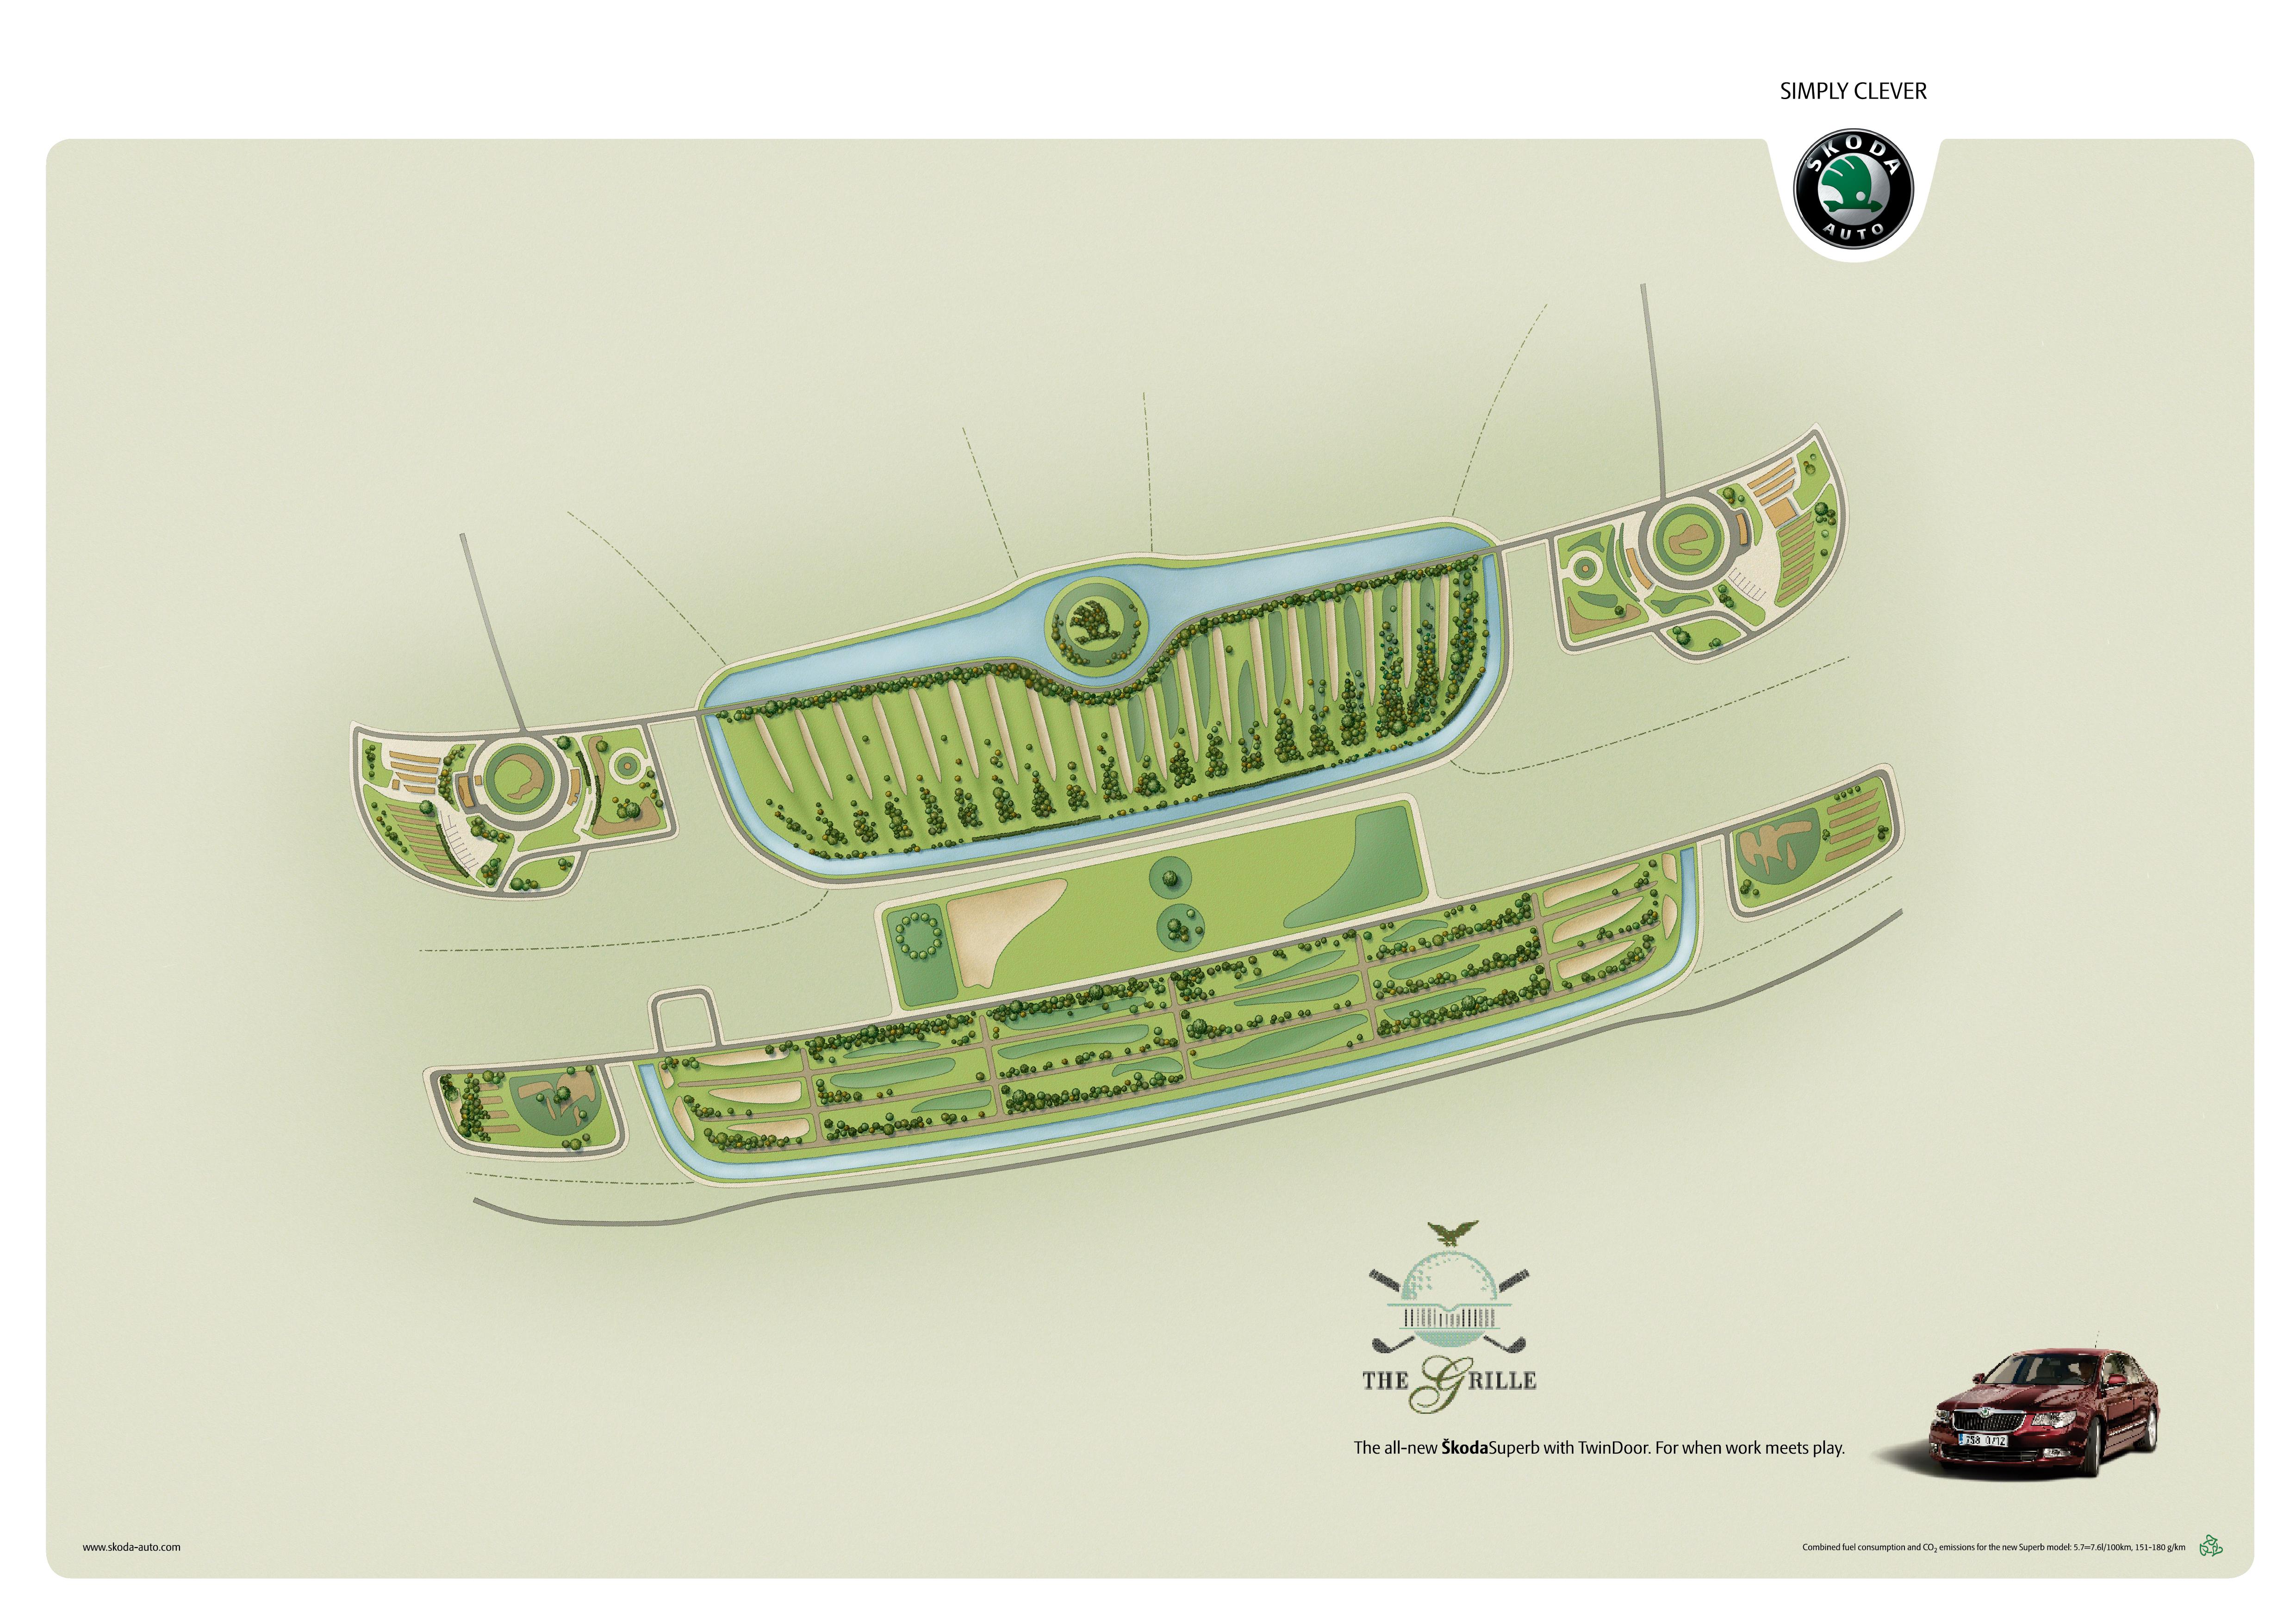 SIMPLY CLEVER
SKODA
AUTO
THE GRILLE
The all-new ŠkodaSuperb with TwinDoor. For when work meets play.
www.skoda-auto.com
Combined fuel consumption and CO₂ emissions for the new Superb model: 5.7=7.6l/100km, 151-180 g/km